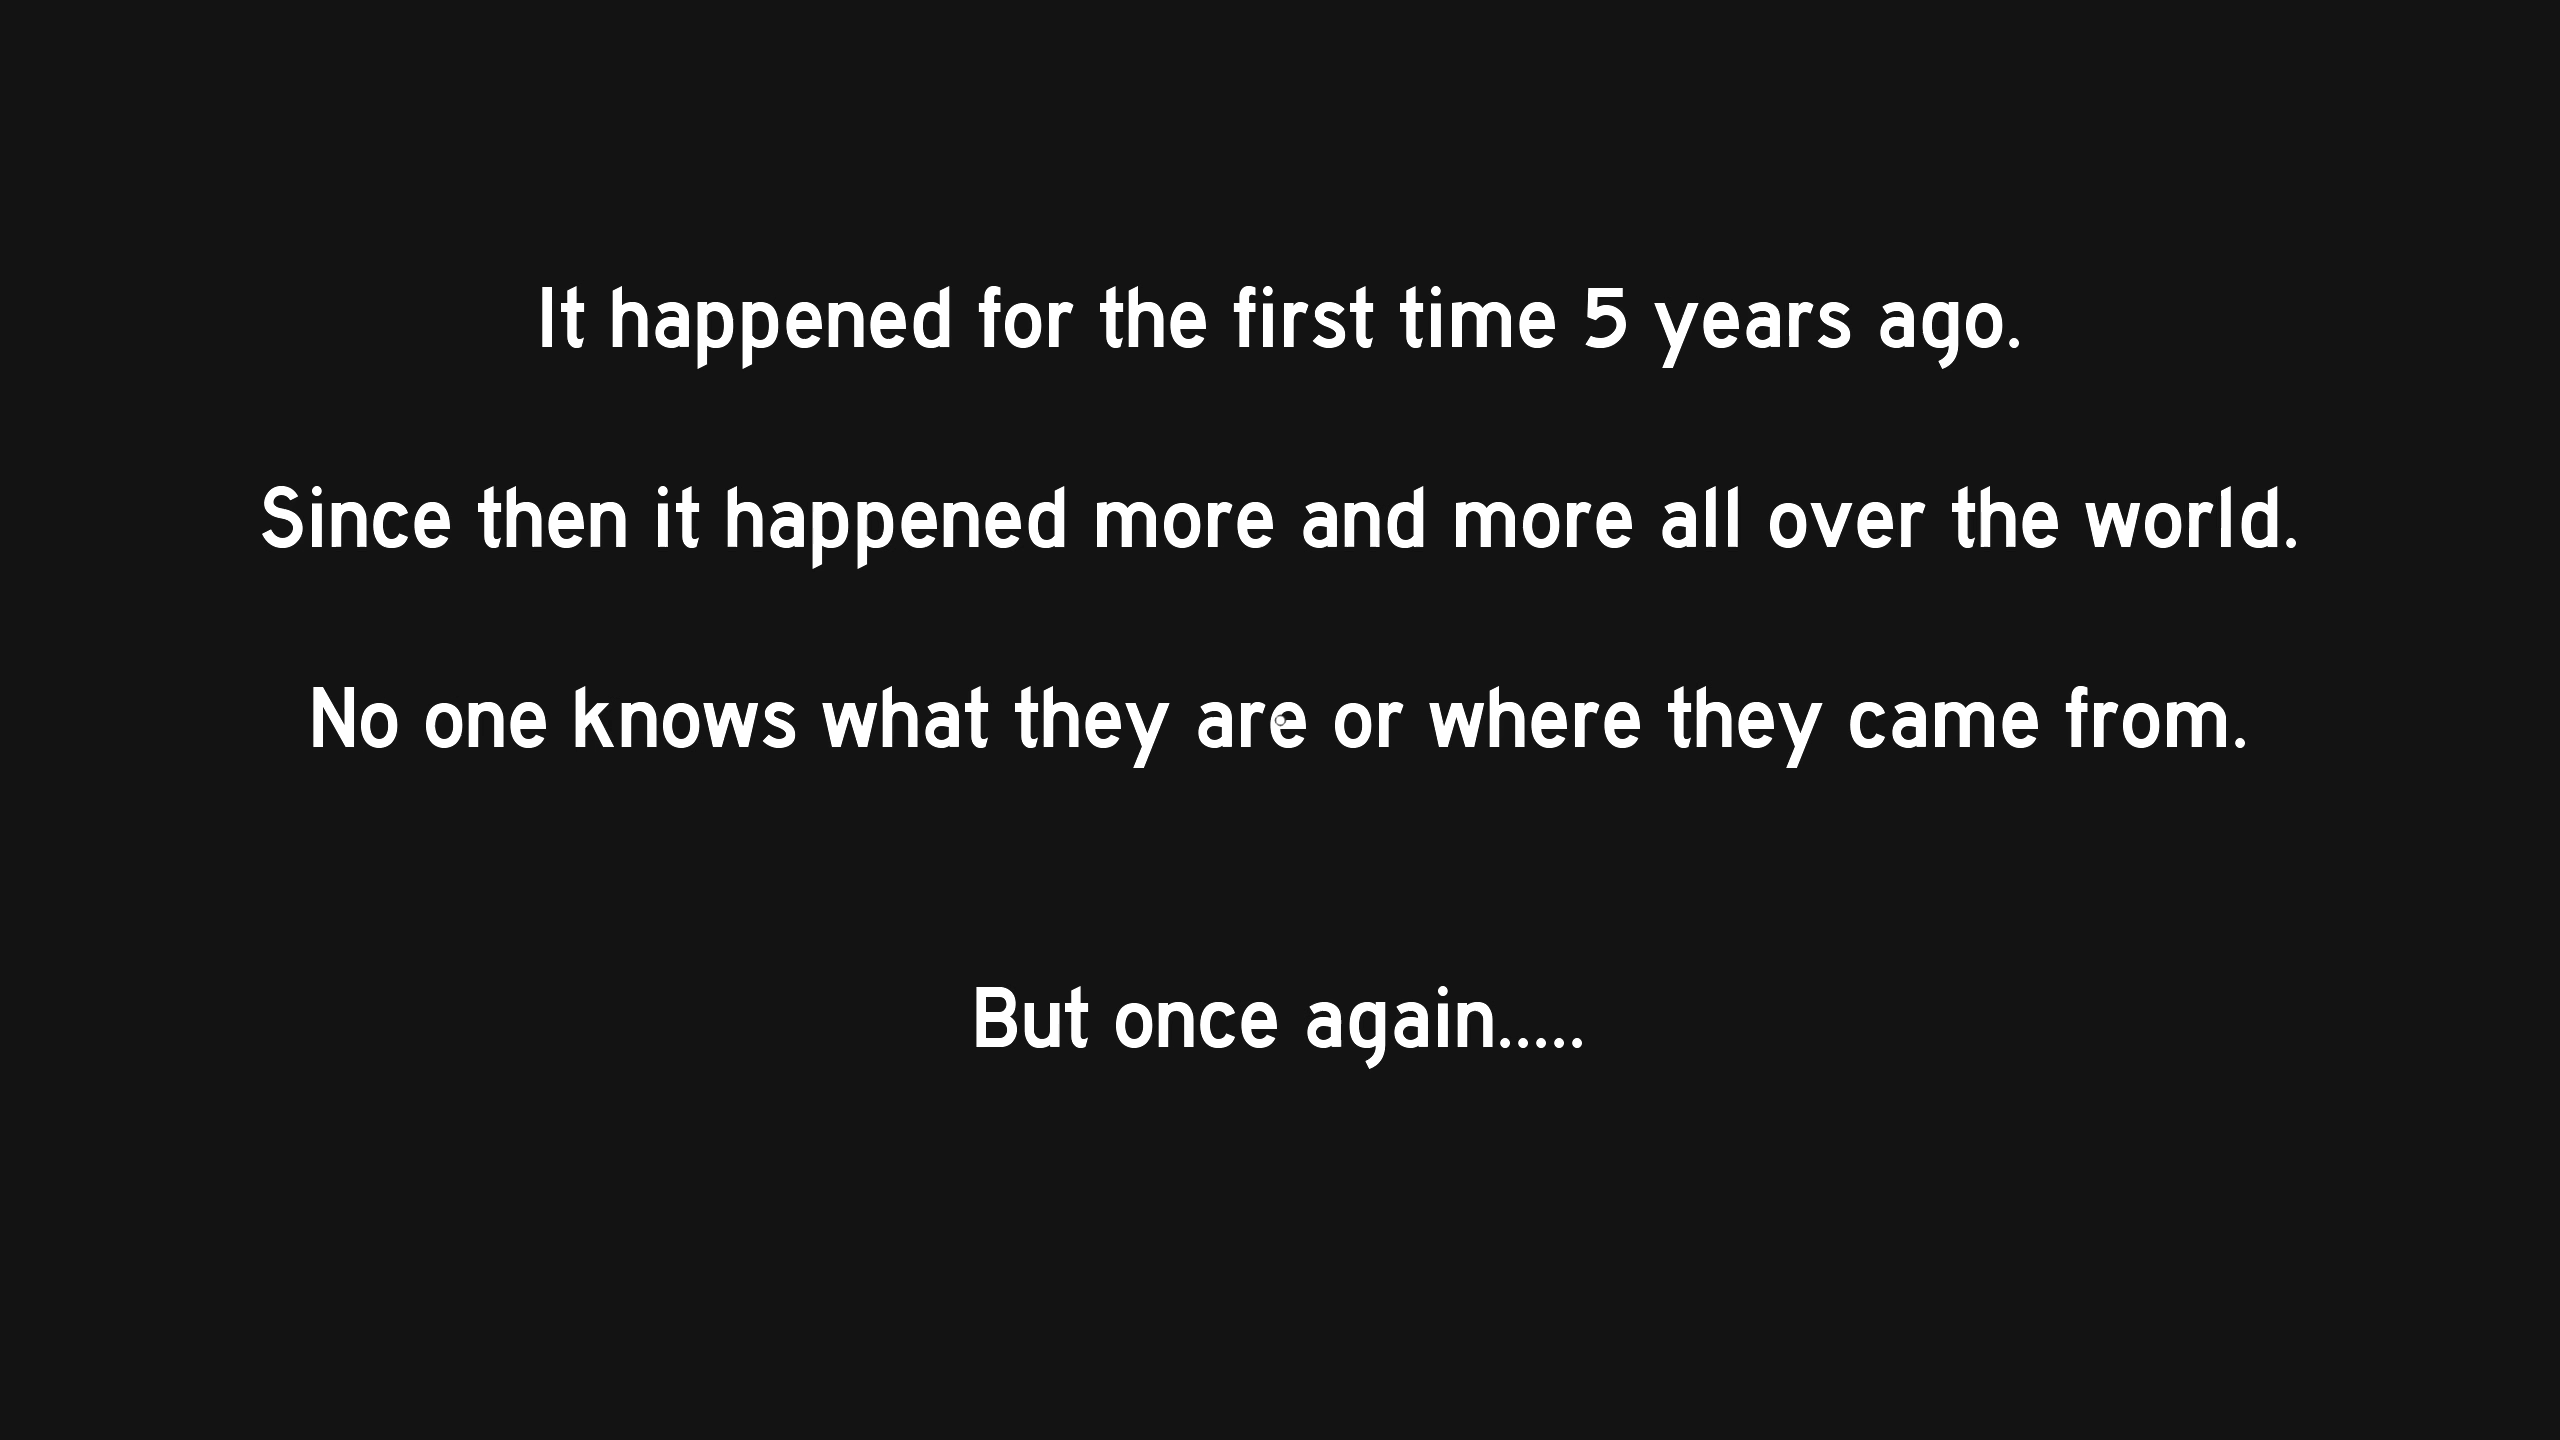 It happened for the first time 5 years ago.
Since then it happened more and more all over the world.
No one knows what they are or where they came from.
But once again.....